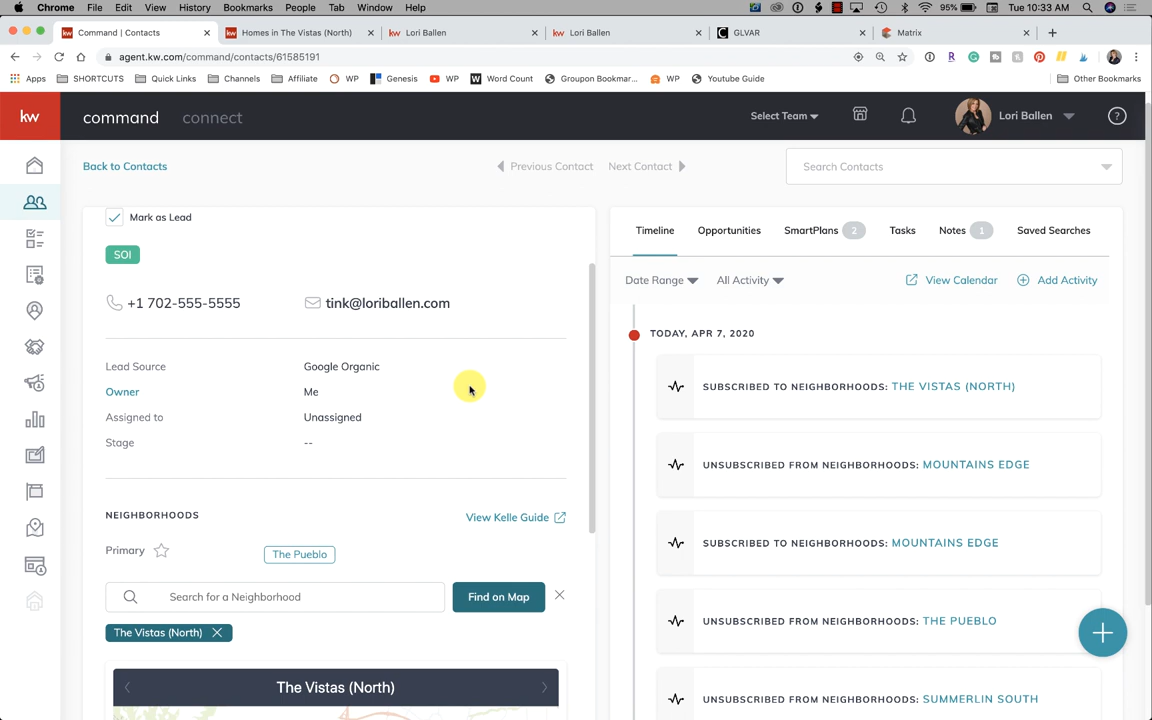 Chrome File Edit View History Bookmarks People Tab Window Help 95% Tue 10:33 AM
Command | Contacts Homes in The Vistas (North) kw Lori Ballen kw Lori Ballen GLVAR Matrix
agent.kw.com/command/contacts/61585191
Apps SHORTCUTS Quick Links Channels Affiliate WP Genesis WP Word Count Groupon Bookmar... WP Youtube Guide Other Bookmarks
kw command connect Select Team Lori Ballen ?
Back to Contacts Previous Contact Next Contact Search Contacts
Mark as Lead
SOI
+1 702-555-5555 tink@loriballen.com
Lead Source Google Organic
Owner Me
Assigned to Unassigned
Stage --
NEIGHBORHOODS View Kelle Guide
Primary The Pueblo
Search for a Neighborhood Find on Map
The Vistas (North)
The Vistas (North)
Timeline Opportunities SmartPlans 2 Tasks Notes 1 Saved Searches
Date Range All Activity View Calendar Add Activity
TODAY, APR 7, 2020
SUBSCRIBED TO NEIGHBORHOODS: THE VISTAS (NORTH)
UNSUBSCRIBED FROM NEIGHBORHOODS: MOUNTAINS EDGE
SUBSCRIBED TO NEIGHBORHOODS: MOUNTAINS EDGE
UNSUBSCRIBED FROM NEIGHBORHOODS: THE PUEBLO
UNSUBSCRIBED FROM NEIGHBORHOODS: SUMMERLIN SOUTH